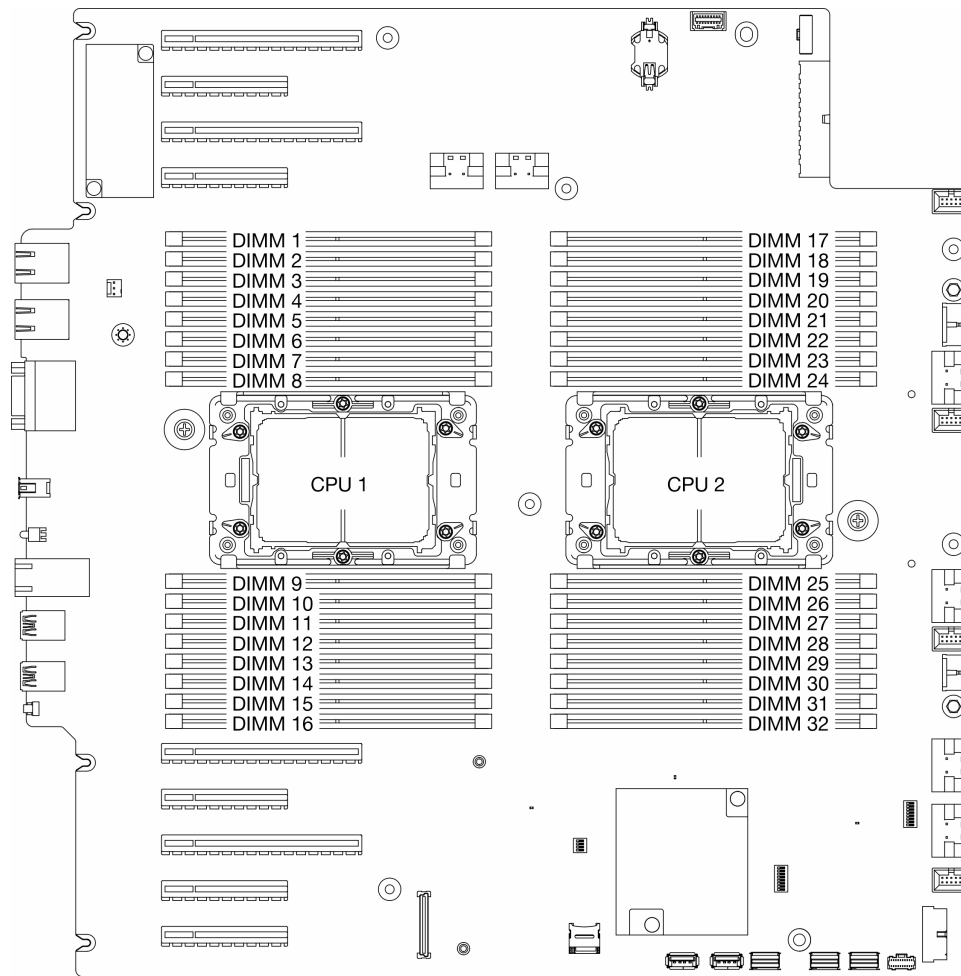 DIMM 1
DIMM 2
DIMM 3
DIMM 4
DIMM 5
DIMM 6
DIMM 7
DIMM 8
DIMM 17
DIMM 18
DIMM 19
DIMM 20
DIMM 21
DIMM 22
DIMM 23
DIMM 24
CPU 1
CPU 2
DIMM 9
DIMM 10
DIMM 11
DIMM 12
DIMM 13
DIMM 14
DIMM 15
DIMM 16
DIMM 25
DIMM 26
DIMM 27
DIMM 28
DIMM 29
DIMM 30
DIMM 31
DIMM 32